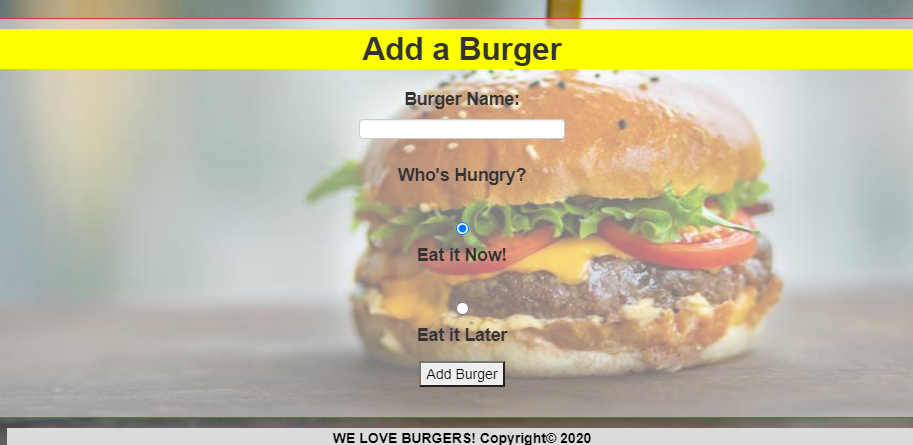 Add a Burger
Burger Name:
Who's Hungry?
Eat it Now!
Eat it Later
Add Burger
WE LOVE BURGERS! Copyright© 2020